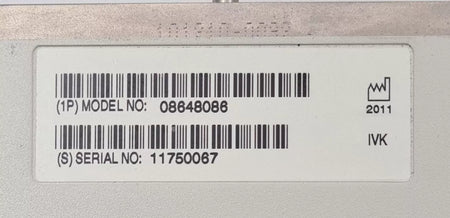 (1P) MODEL NO: 08648086
2011
(S) SERIAL NO: 11750067
IVK